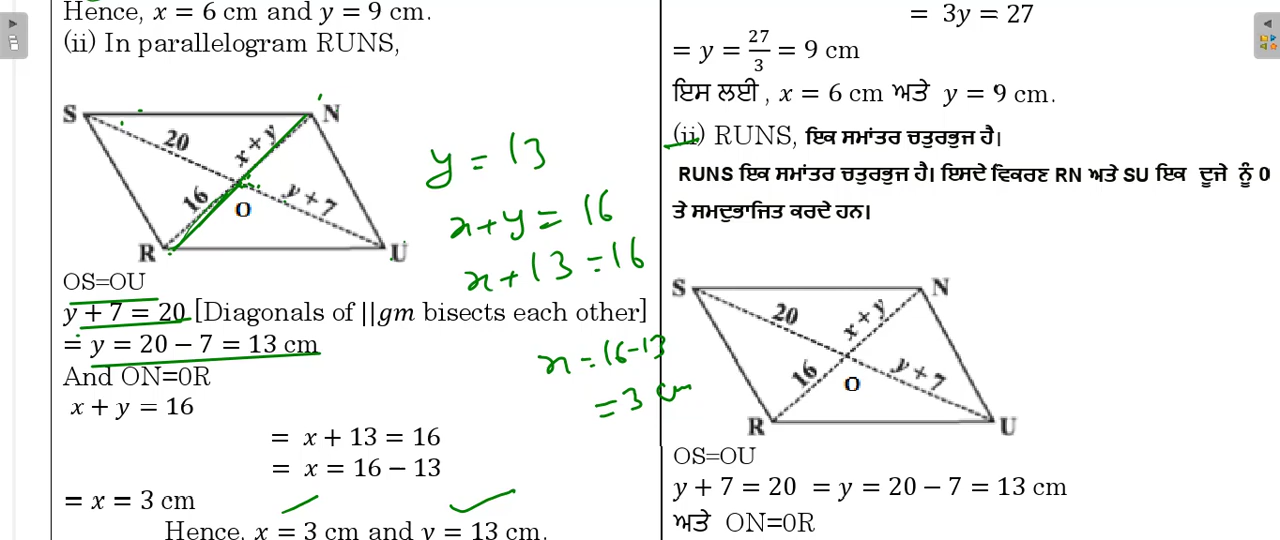 Hence, x = 6 cm and y = 9 cm.
(ii) In parallelogram RUNS,
S
N
20
x + y
16
y + 7
O
R
U
y = 13
x + y = 16
x + 13 = 16
x = 16 - 13
= 3 cm
OS=OU
y + 7 = 20 [Diagonals of ||gm bisects each other]
= y = 20 − 7 = 13 cm
And ON=0R
x + y = 16
= x + 13 = 16
= x = 16 − 13
= x = 3 cm
Hence, x = 3 cm and y = 13 cm.
= 3y = 27
= y = 27/3 = 9 cm
ਇਸ ਲਈ , x = 6 cm ਅਤੇ y = 9 cm.
(ii) RUNS, ਇਕ ਸਮਾਂਤਰ ਚਤਰਭੁਜ ਹੈ।
RUNS ਇਕ ਸਮਾਂਤਰ ਚਤਰਭੁਜ ਹੈ। ਇਸਦੇ ਵਿਕਰਣ RN ਅਤੇ SU ਇਕ ਦੂਜੇ ਨੂੰ 0
ਤੇ ਸਮਦੁਭਾਜਿਤ ਕਰਦੇ ਹਨ।
S
N
20
x + y
16
y + 7
O
R
U
OS=OU
y + 7 = 20 = y = 20 − 7 = 13 cm
ਅਤੇ ON=0R